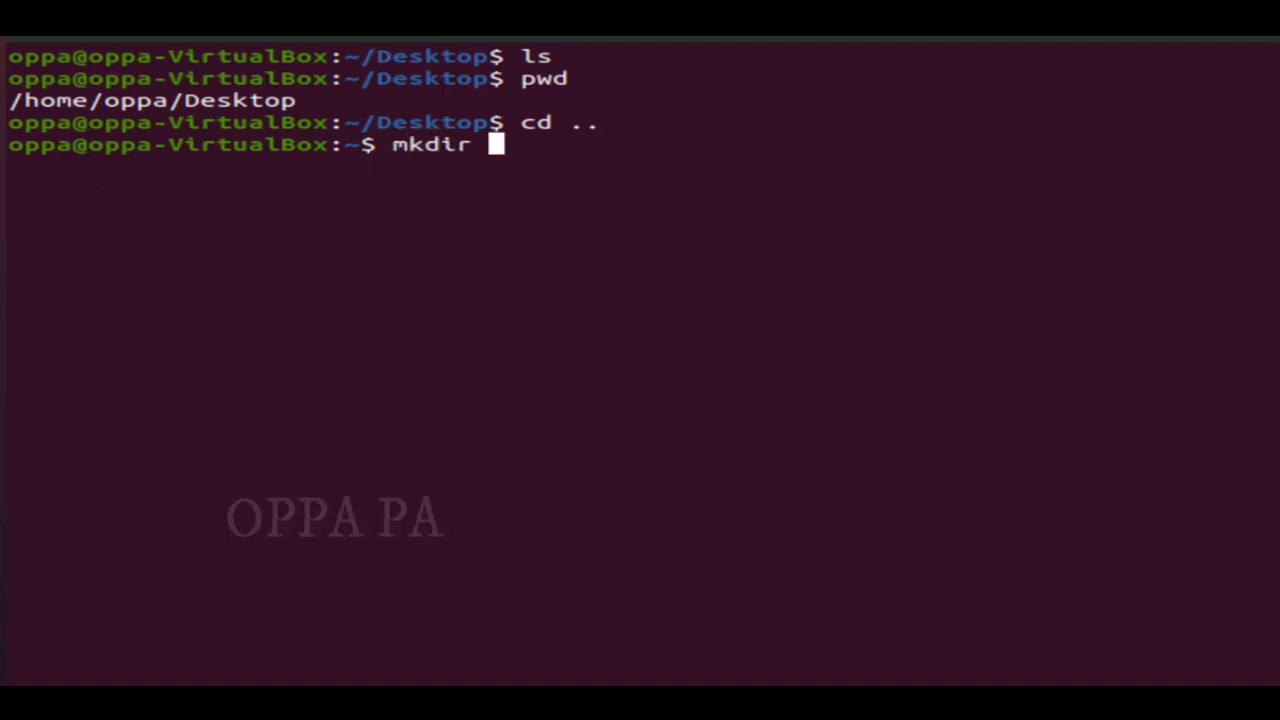 oppa@oppa-VirtualBox:~/Desktop$ ls
oppa@oppa-VirtualBox:~/Desktop$ pwd
/home/oppa/Desktop
oppa@oppa-VirtualBox:~/Desktop$ cd ..
oppa@oppa-VirtualBox:~$ mkdir
OPPA PA